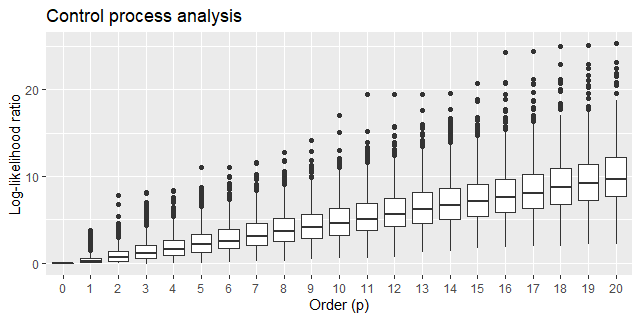 Control process analysis
Log-likelihood ratio
20
10
0
0 1 2 3 4 5 6 7 8 9 10 11 12 13 14 15 16 17 18 19 20
Order (p)